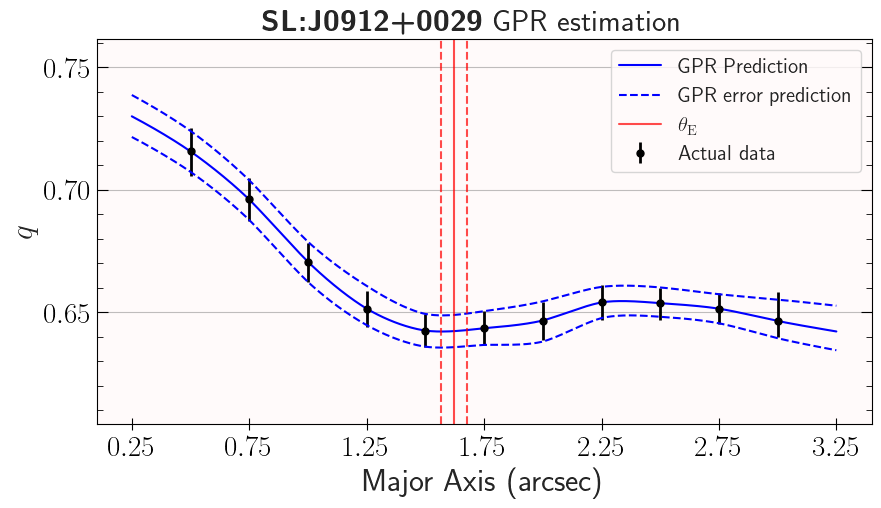 SL:J0912+0029 GPR estimation
GPR Prediction
GPR error prediction
θ_E
Actual data
0.75
0.70
0.65
q
0.25 0.75 1.25 1.75 2.25 2.75 3.25
Major Axis (arcsec)